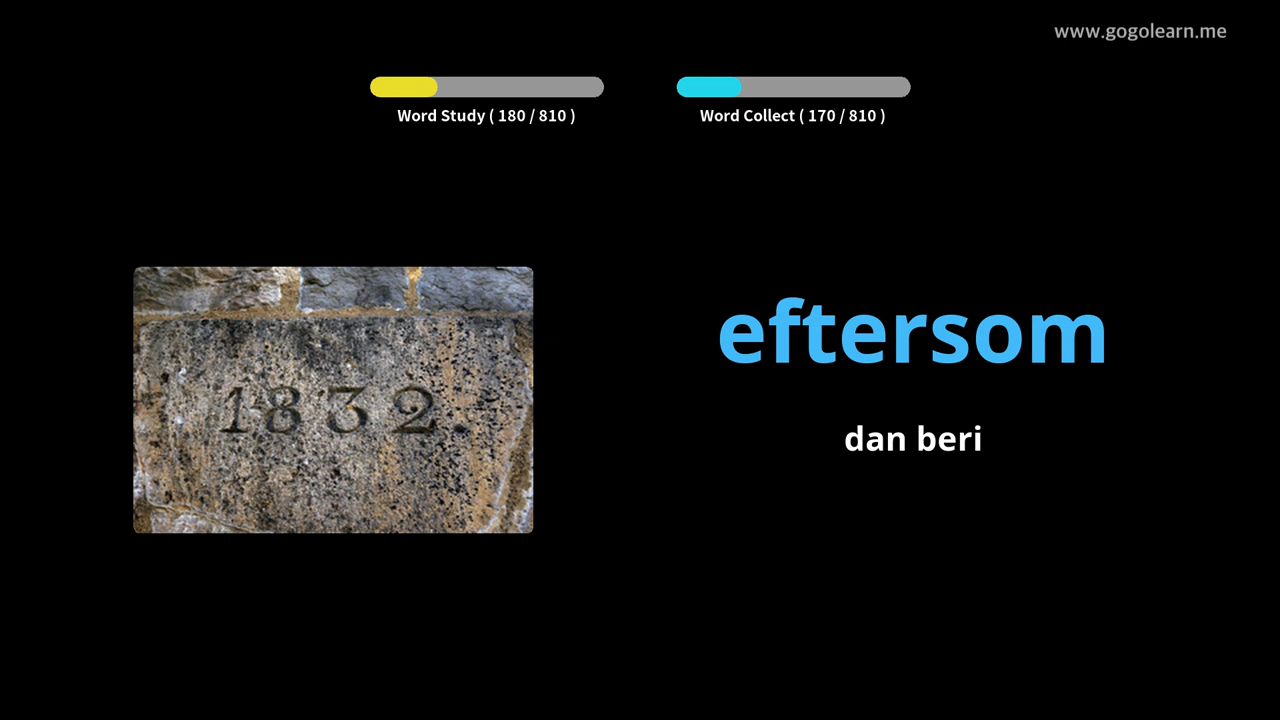 www.gogolearn.me
Word Study ( 180 / 810 )
Word Collect ( 170 / 810 )
1832.
eftersom
dan beri